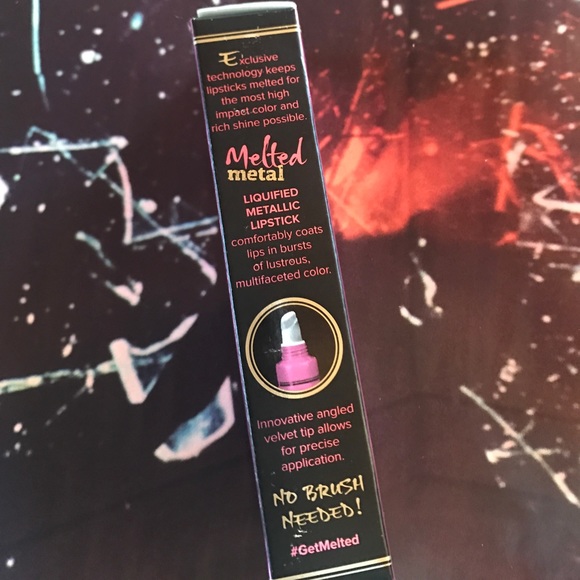 Exclusive
technology keeps
lipsticks melted for
the most high
impact color and
rich shine possible.
Melted
metal
LIQUIFIED
METALLIC
LIPSTICK
comfortably coats
lips in bursts
of lustrous,
multifaceted color.
Innovative angled
velvet tip allows
for precise
application.
NO BRUSH
NEEDED!
#GetMelted